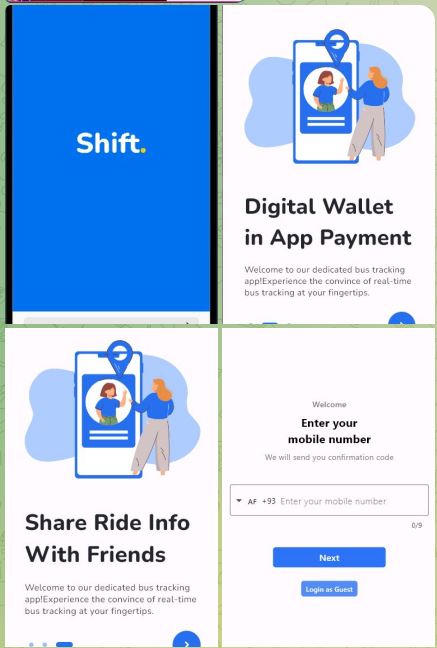 Shift.
Digital Wallet
in App Payment
Welcome to our dedicated bus tracking
app!Experience the convince of real-time
bus tracking at your fingertips.
Share Ride Info
With Friends
Welcome to our dedicated bus tracking
app!Experience the convince of real-time
bus tracking at your fingertips.
Welcome
Enter your
mobile number
We will send you confirmation code
AF +93 Enter your mobile number
0/9
Next
Login as Guest